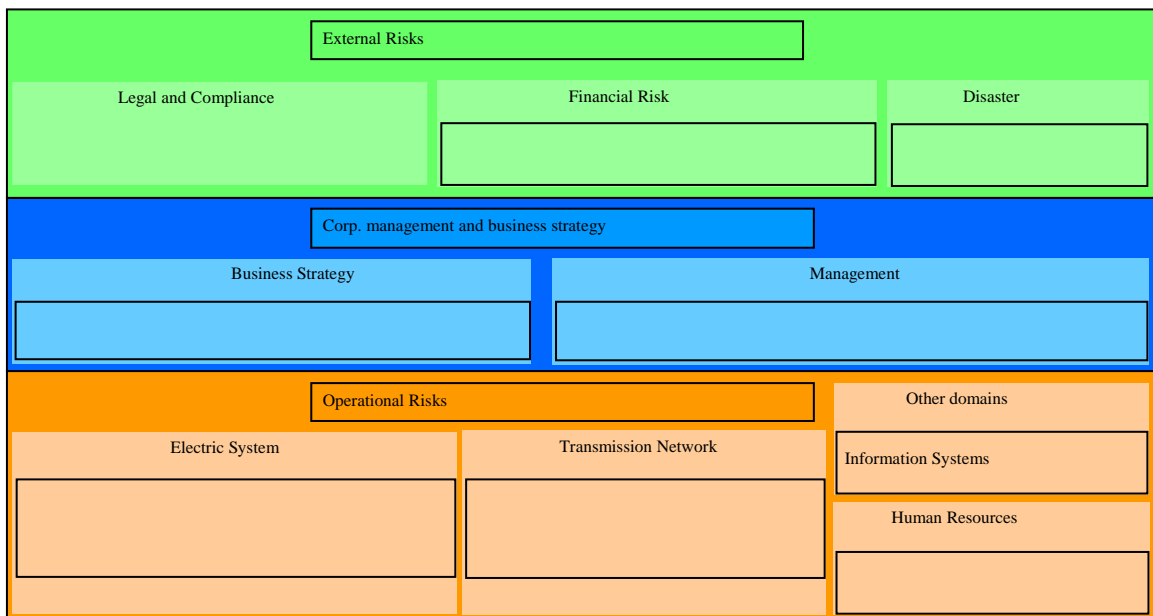 External Risks
Legal and Compliance
Financial Risk
Disaster
Corp. management and business strategy
Business Strategy
Management
Operational Risks
Other domains
Electric System
Transmission Network
Information Systems
Human Resources